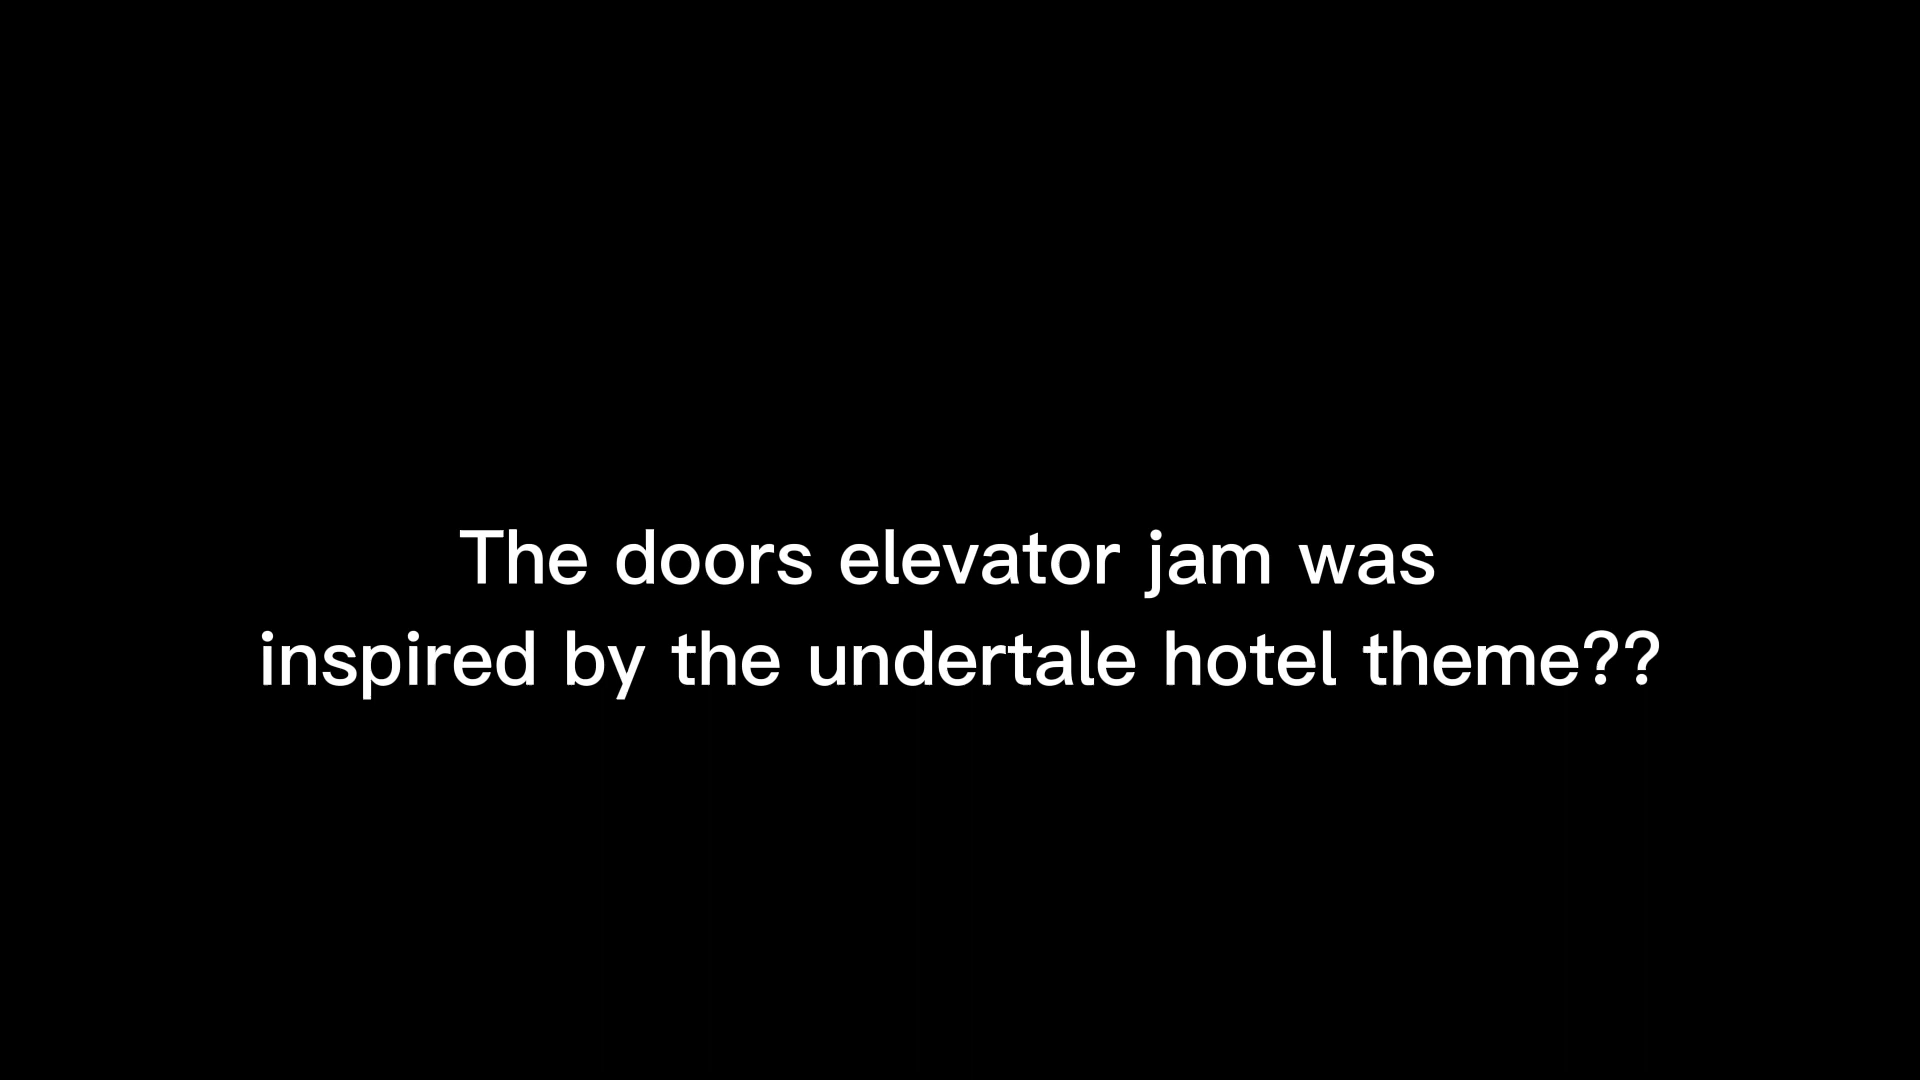 The doors elevator jam was
inspired by the undertale hotel theme??